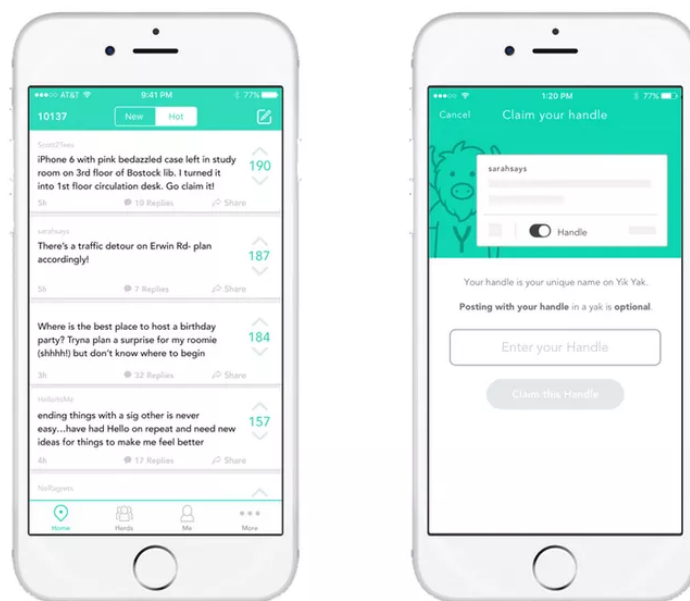 AT&T 9:41 PM 77%
10137 New Hot
Scott2Tees
iPhone 6 with pink bedazzled case left in study
room on 3rd floor of Bostock lib. I turned it
into 1st floor circulation desk. Go claim it!
190
5h 10 Replies Share
sarahsays
There's a traffic detour on Erwin Rd- plan
accordingly!
187
5h 7 Replies Share
Where is the best place to host a birthday
party? Tryna plan a surprise for my roomie
(shhhh!) but don't know where to begin
184
3h 32 Replies Share
HelloItsMe
ending things with a sig other is never
easy...have had Hello on repeat and need new
ideas for things to make me feel better
157
4h 17 Replies Share
NoRagrets
Home Herds Me More
1:20 PM 77%
Cancel Claim your handle
sarahsays
Y
Handle
Your handle is your unique name on Yik Yak.
Posting with your handle in a yak is optional.
Enter your Handle
Claim this Handle